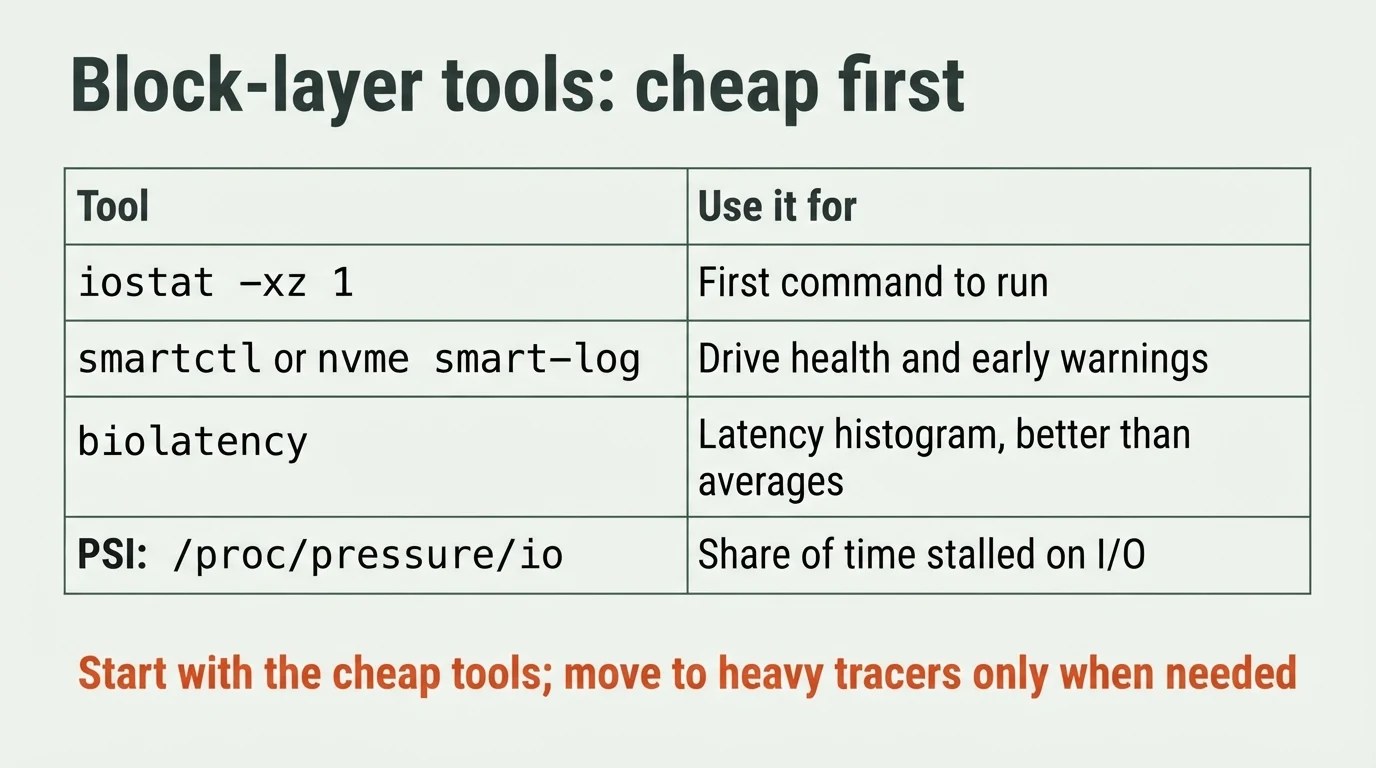 Block-layer tools: cheap first
Tool
Use it for
iostat -xz 1
First command to run
smartctl or nvme smart-log
Drive health and early warnings
biolatency
Latency histogram, better than
averages
PSI: /proc/pressure/io
Share of time stalled on I/O
Start with the cheap tools; move to heavy tracers only when needed